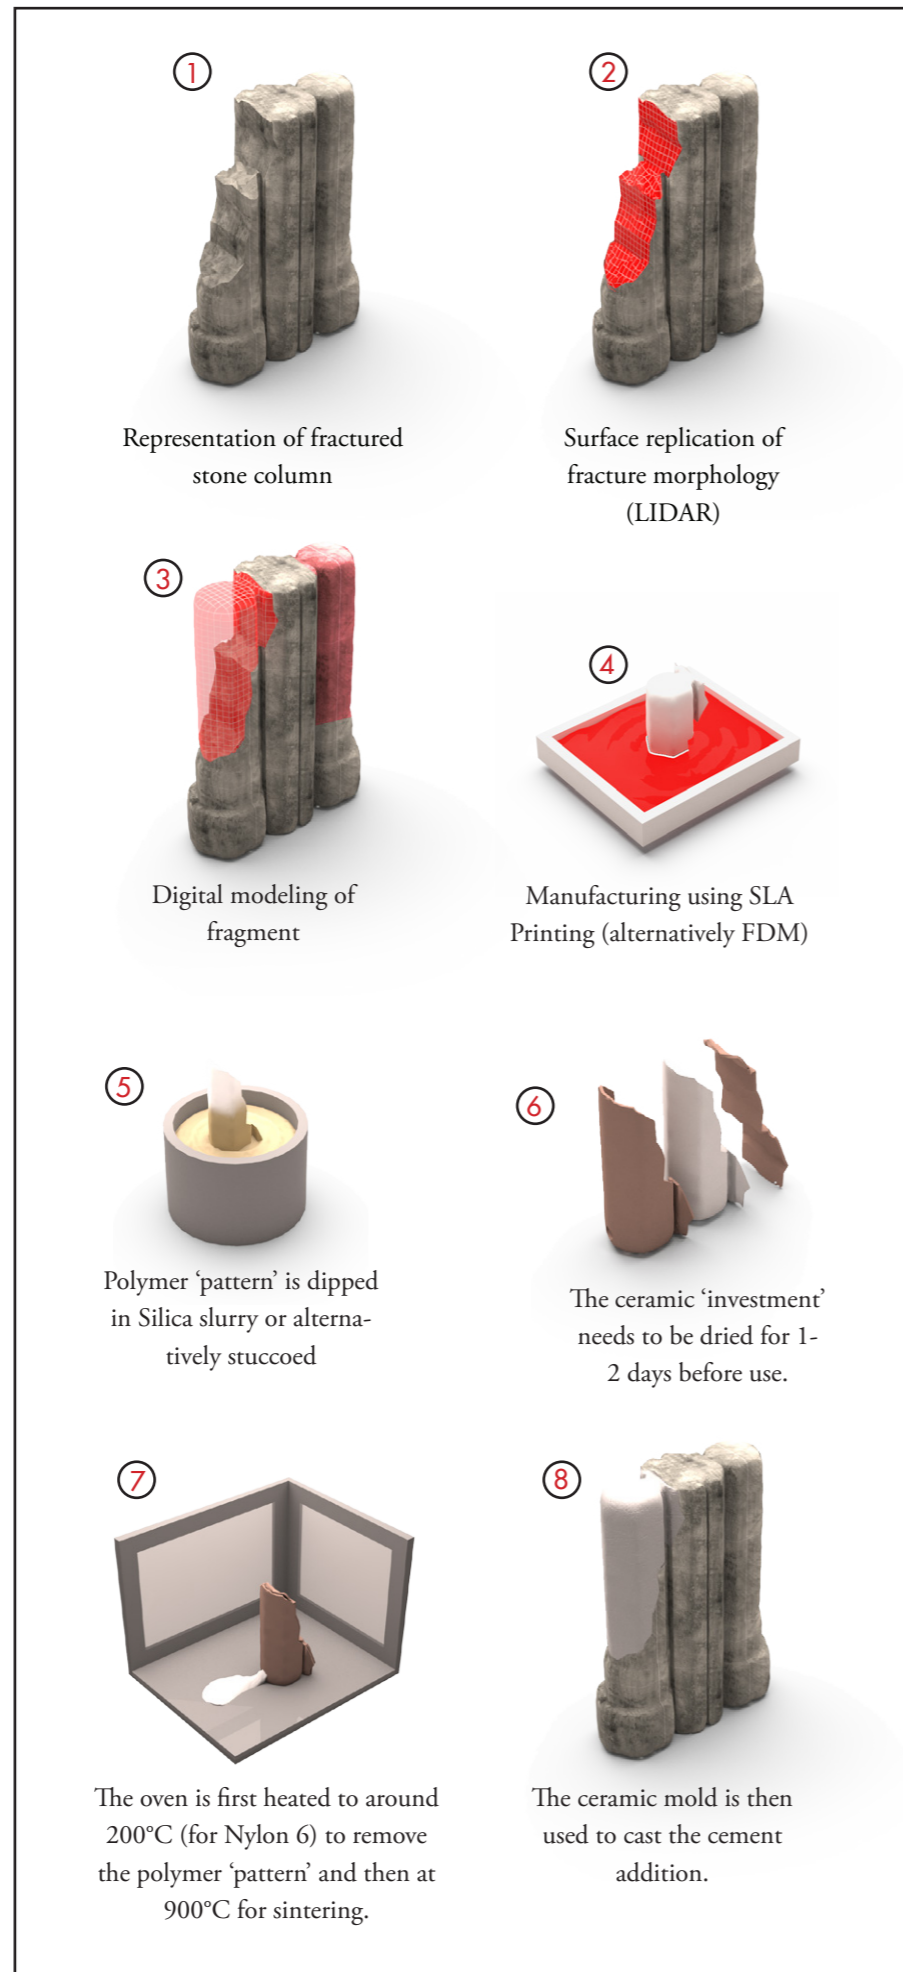 1
Representation of fractured
stone column
2
Surface replication of
fracture morphology
(LIDAR)
3
Digital modeling of
fragment
4
Manufacturing using SLA
Printing (alternatively FDM)
5
Polymer ‘pattern’ is dipped
in Silica slurry or alterna-
tively stuccoed
6
The ceramic ‘investment’
needs to be dried for 1-
2 days before use.
7
The oven is first heated to around
200°C (for Nylon 6) to remove
the polymer ‘pattern’ and then at
900°C for sintering.
8
The ceramic mold is then
used to cast the cement
addition.